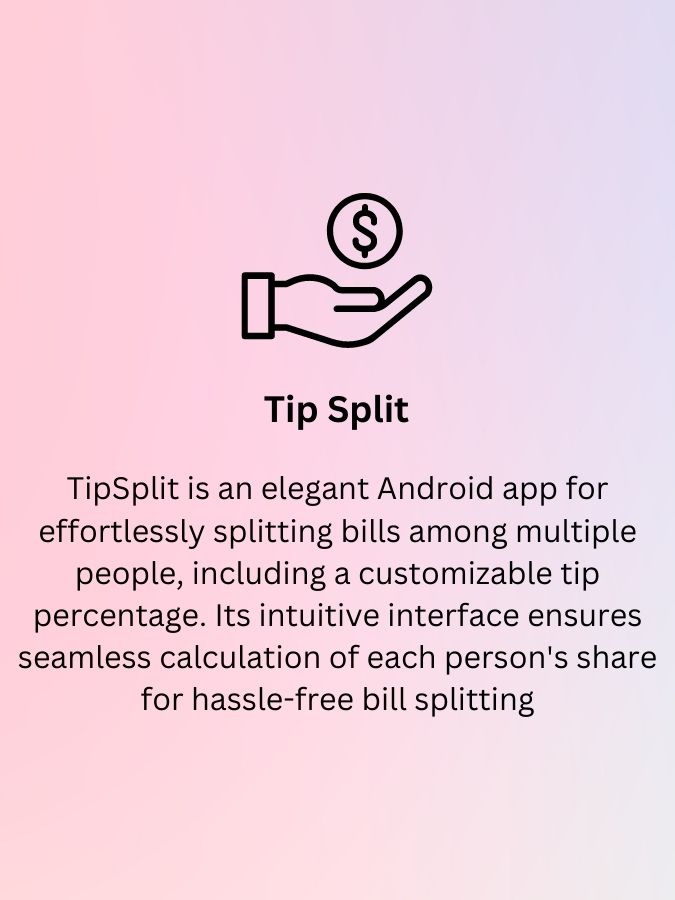 $
Tip Split
TipSplit is an elegant Android app for
effortlessly splitting bills among multiple
people, including a customizable tip
percentage. Its intuitive interface ensures
seamless calculation of each person's share
for hassle-free bill splitting